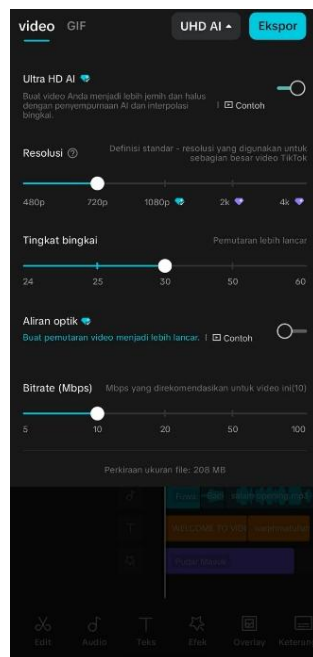 video GIF UHD AI Ekspor
Ultra HD AI
Buat video Anda menjadi lebih jernih dan halus
dengan penyempurnaan AI dan interpolasi
bingkai.
Contoh
Resolusi
Definisi standar - resolusi yang digunakan untuk
sebagian besar video TikTok
480p 720p 1080p 2k 4k
Tingkat bingkai Pemutaran lebih lancar
24 25 30 50 60
Aliran optik
Buat pemutaran video menjadi lebih lancar. Contoh
Bitrate (Mbps) Mbps yang direkomendasikan untuk video ini(10)
5 10 20 50 100
Perkiraan ukuran file: 208 MB
WELCOME TO
Edit Audio Teks Efek Overlay